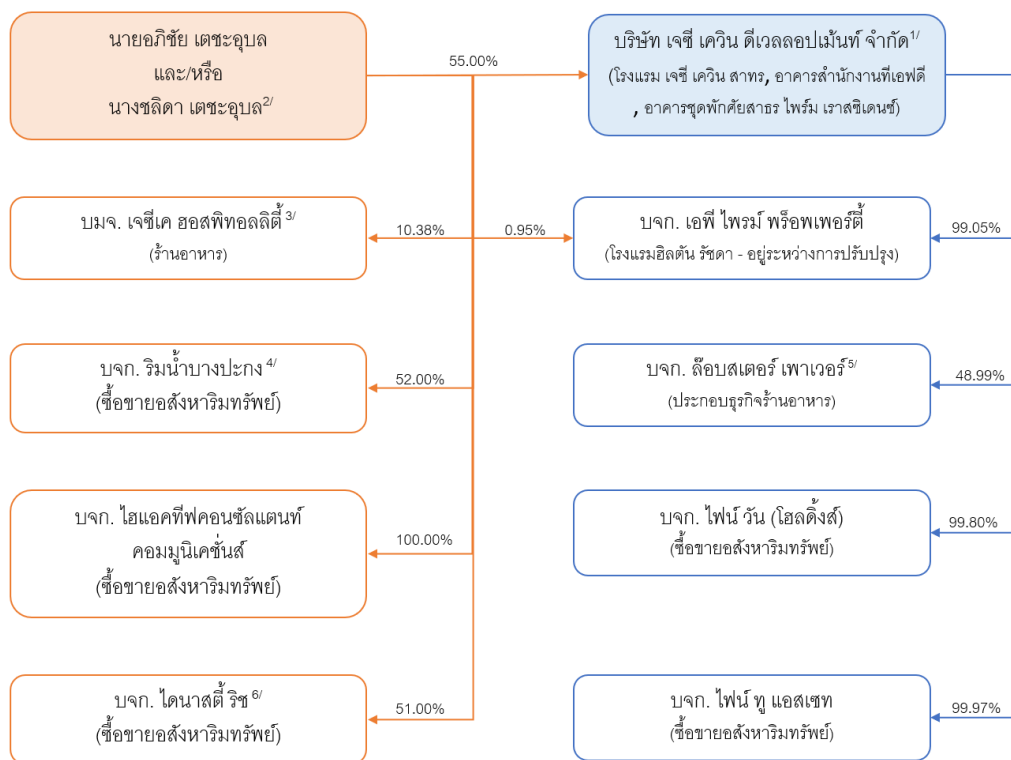 นายอภิชัย เตชะอุบล
และ/หรือ
นางชลิดา เตชะอุบล2/
55.00%
บริษัท เจซี เควิน ดีเวลลอปเม้นท์ จำกัด1/
(โรงแรม เจซี เควิน สาทร, อาคารสำนักงานทีเอฟดี
, อาคารชุดพักศัยสาธร ไพร์ม เราสซิเดนซ์)
บมจ. เจซีเค ฮอสพิทอลลิตี้ 3/
(ร้านอาหาร)
10.38%
0.95%
บจก. เอพี ไพรม์ พร็อพเพอร์ตี้
(โรงแรมฮิลตัน รัชดา - อยู่ระหว่างการปรับปรุง)
99.05%
บจก. ริมน้ำบางปะกง 4/
(ซื้อขายอสังหาริมทรัพย์)
52.00%
บจก. ล๊อบสเตอร์ เพาเวอร์ 5/
(ประกอบธุรกิจร้านอาหาร)
48.99%
บจก. ไฮแอคทีฟคอนซัลแตนท์
คอมมูนิเคชั่นส์
(ซื้อขายอสังหาริมทรัพย์)
100.00%
บจก. ไฟน์ วัน (โฮลดิ้งส์)
(ซื้อขายอสังหาริมทรัพย์)
99.80%
บจก. ไดนาสตี้ ริช 6/
(ซื้อขายอสังหาริมทรัพย์)
51.00%
บจก. ไฟน์ ทู แอสเซท
(ซื้อขายอสังหาริมทรัพย์)
99.97%